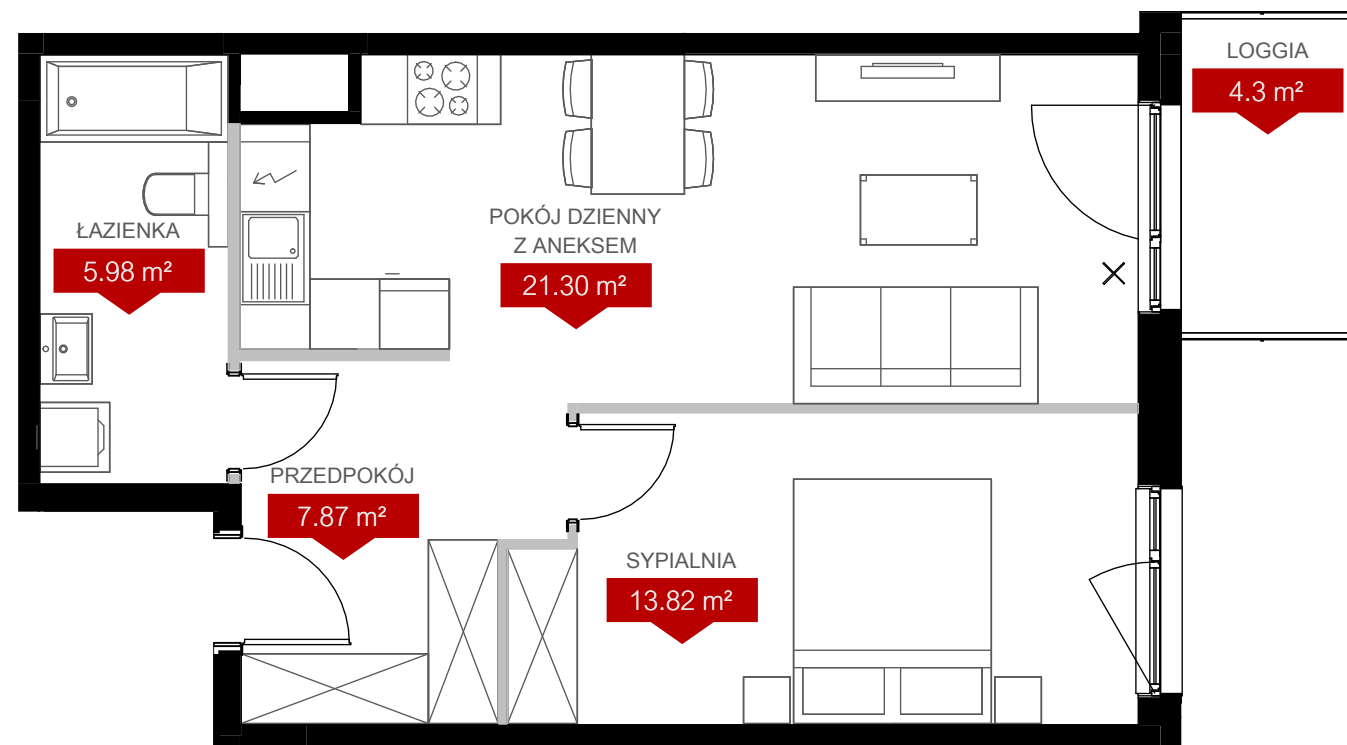 LOGGIA
4.3 m²
ŁAZIENKA
5.98 m²
POKÓJ DZIENNY
Z ANEKSEM
21.30 m²
PRZEDPOKÓJ
7.87 m²
SYPIALNIA
13.82 m²